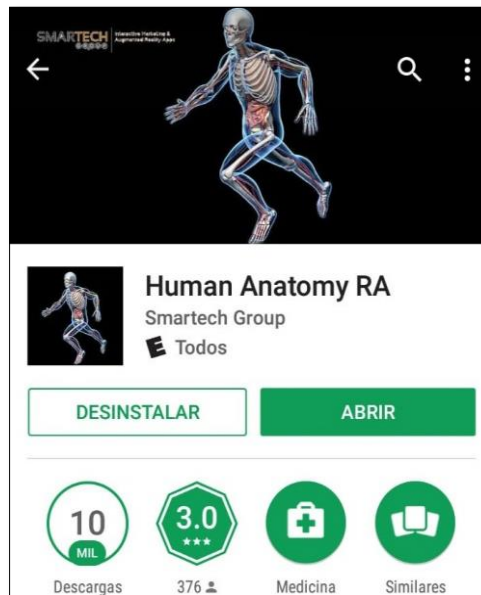 SMARTECH Interactive Marketing &
GROUP Augmented Reality Apps
Human Anatomy RA
Smartech Group
E Todos
DESINSTALAR ABRIR
10 3.0
MIL
Descargas 376 Medicina Similares